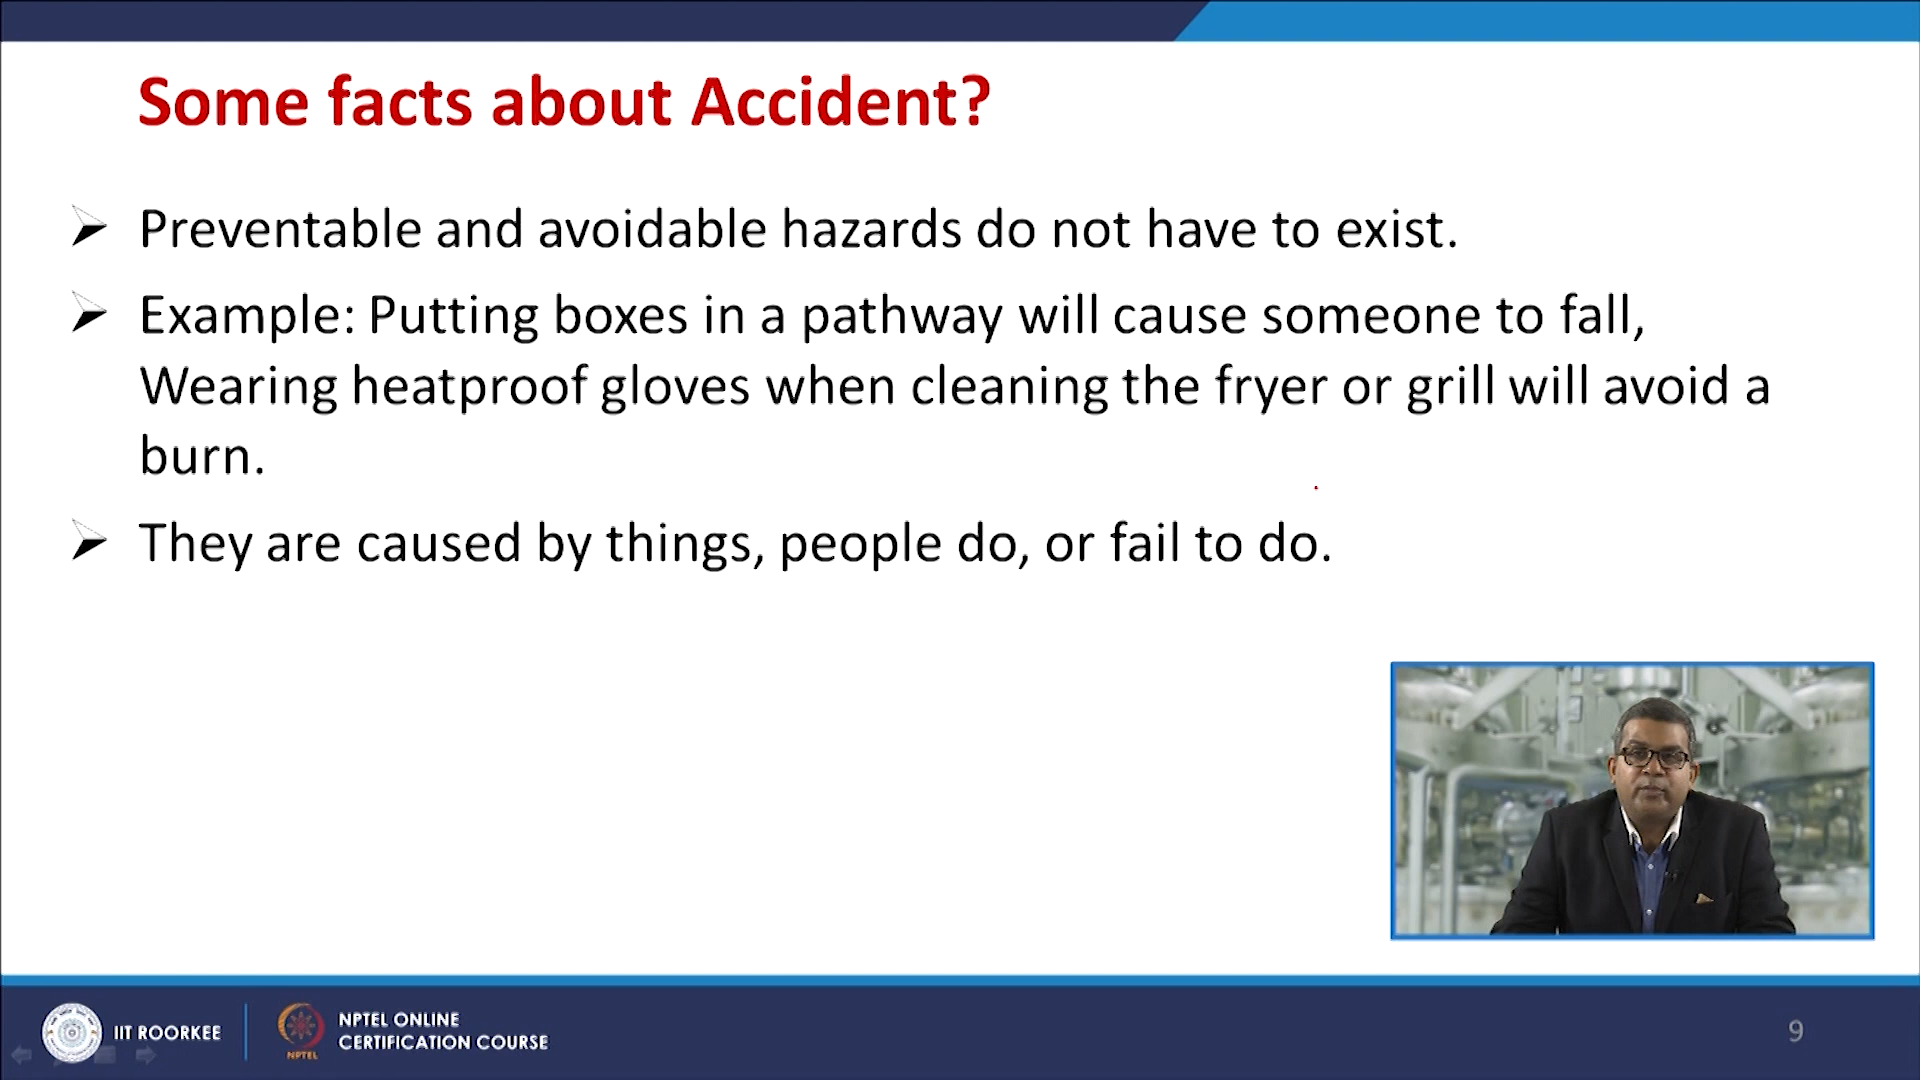 Some facts about Accident?
Preventable and avoidable hazards do not have to exist.
Example: Putting boxes in a pathway will cause someone to fall,
Wearing heatproof gloves when cleaning the fryer or grill will avoid a
burn.
They are caused by things, people do, or fail to do.
IIT ROORKEE
NPTEL
NPTEL ONLINE
CERTIFICATION COURSE
9